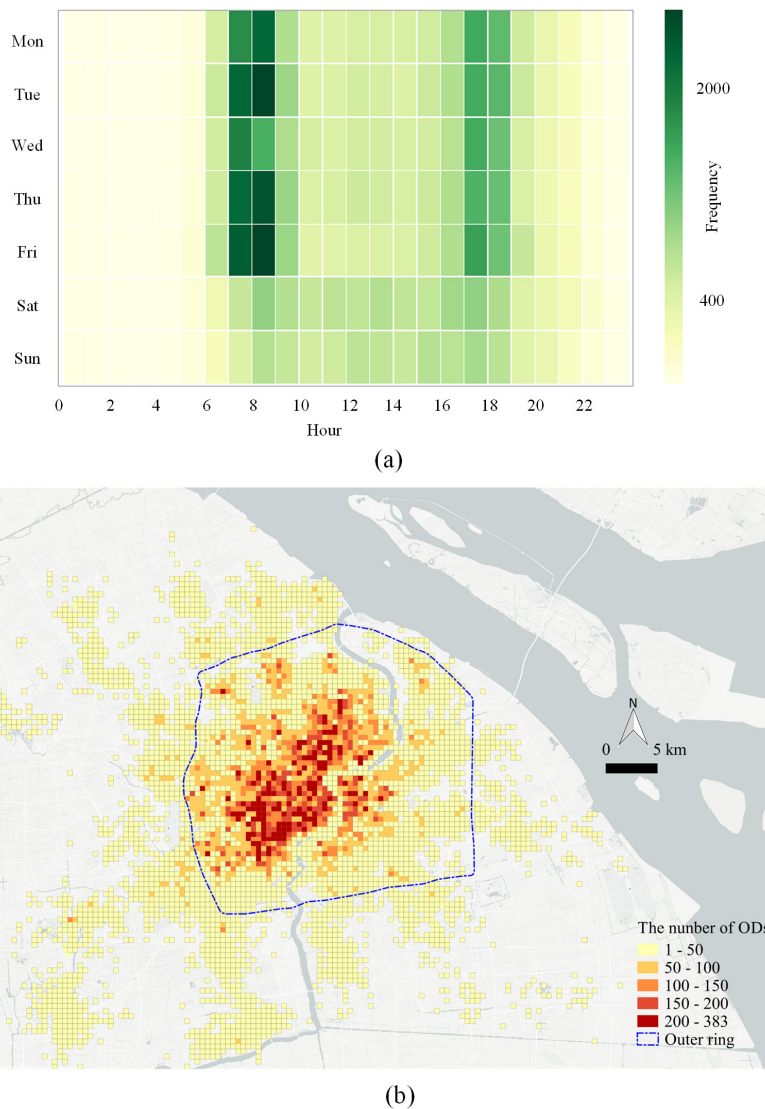 Mon
Tue
Wed
Thu
Fri
Sat
Sun
0 2 4 6 8 10 12 14 16 18 20 22
Hour
2000
400
Frequency
(a)
N
0 5 km
The nunber of ODs
1 - 50
50 - 100
100 - 150
150 - 200
200 - 383
Outer ring
(b)